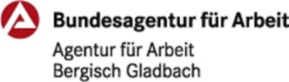 Bundesagentur für Arbeit
Agentur für Arbeit
Bergisch Gladbach